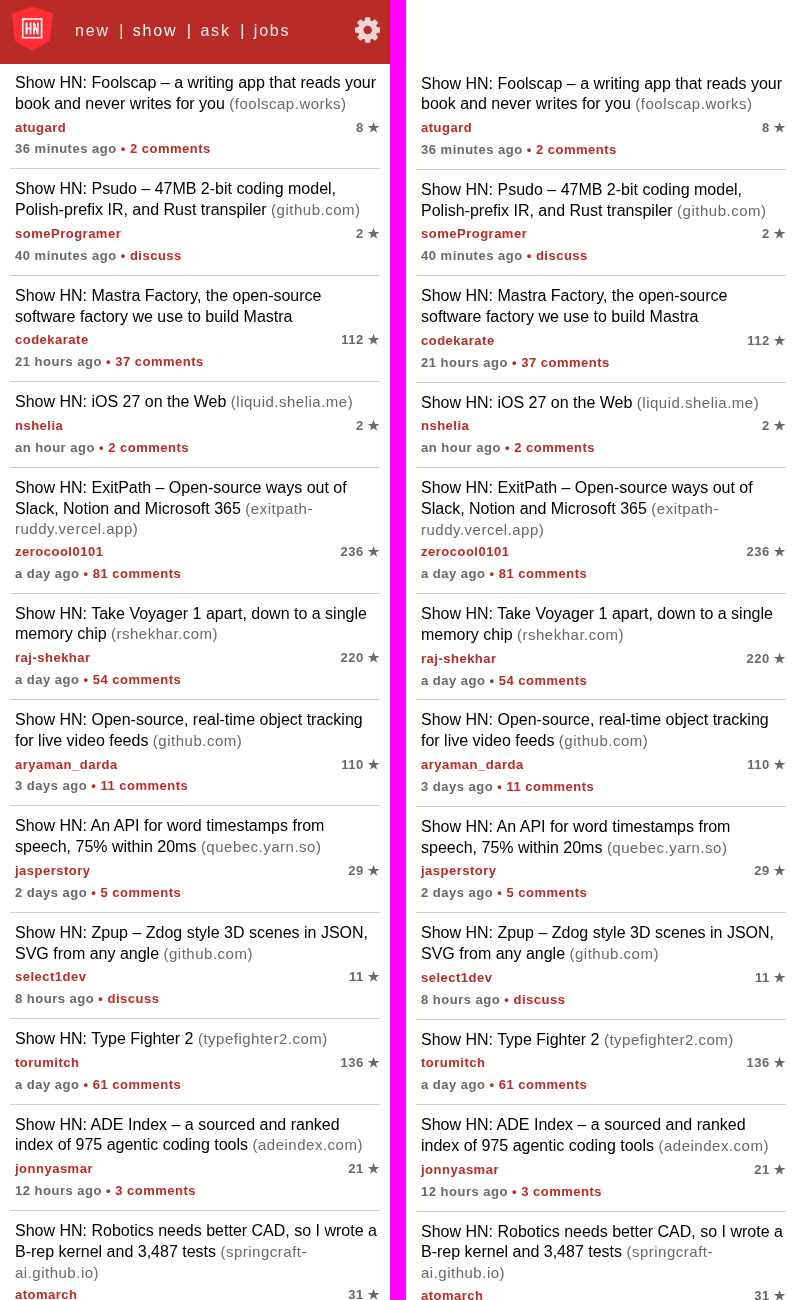 HN new | show | ask | jobs
Show HN: Foolscap – a writing app that reads your
book and never writes for you (foolscap.works)
atugard 8 ★
36 minutes ago • 2 comments
Show HN: Psudo – 47MB 2-bit coding model,
Polish-prefix IR, and Rust transpiler (github.com)
someProgramer 2 ★
40 minutes ago • discuss
Show HN: Mastra Factory, the open-source
software factory we use to build Mastra
codekarate 112 ★
21 hours ago • 37 comments
Show HN: iOS 27 on the Web (liquid.shelia.me)
nshelia 2 ★
an hour ago • 2 comments
Show HN: ExitPath – Open-source ways out of
Slack, Notion and Microsoft 365 (exitpath-
ruddy.vercel.app)
zerocool0101 236 ★
a day ago • 81 comments
Show HN: Take Voyager 1 apart, down to a single
memory chip (rshekhar.com)
raj-shekhar 220 ★
a day ago • 54 comments
Show HN: Open-source, real-time object tracking
for live video feeds (github.com)
aryaman_darda 110 ★
3 days ago • 11 comments
Show HN: An API for word timestamps from
speech, 75% within 20ms (quebec.yarn.so)
jasperstory 29 ★
2 days ago • 5 comments
Show HN: Zpup – Zdog style 3D scenes in JSON,
SVG from any angle (github.com)
select1dev 11 ★
8 hours ago • discuss
Show HN: Type Fighter 2 (typefighter2.com)
torumitch 136 ★
a day ago • 61 comments
Show HN: ADE Index – a sourced and ranked
index of 975 agentic coding tools (adeindex.com)
jonnyasmar 21 ★
12 hours ago • 3 comments
Show HN: Robotics needs better CAD, so I wrote a
B-rep kernel and 3,487 tests (springcraft-
ai.github.io)
atomarch 31 ★
Show HN: Foolscap – a writing app that reads your
book and never writes for you (foolscap.works)
atugard 8 ★
36 minutes ago • 2 comments
Show HN: Psudo – 47MB 2-bit coding model,
Polish-prefix IR, and Rust transpiler (github.com)
someProgramer 2 ★
40 minutes ago • discuss
Show HN: Mastra Factory, the open-source
software factory we use to build Mastra
codekarate 112 ★
21 hours ago • 37 comments
Show HN: iOS 27 on the Web (liquid.shelia.me)
nshelia 2 ★
an hour ago • 2 comments
Show HN: ExitPath – Open-source ways out of
Slack, Notion and Microsoft 365 (exitpath-
ruddy.vercel.app)
zerocool0101 236 ★
a day ago • 81 comments
Show HN: Take Voyager 1 apart, down to a single
memory chip (rshekhar.com)
raj-shekhar 220 ★
a day ago • 54 comments
Show HN: Open-source, real-time object tracking
for live video feeds (github.com)
aryaman_darda 110 ★
3 days ago • 11 comments
Show HN: An API for word timestamps from
speech, 75% within 20ms (quebec.yarn.so)
jasperstory 29 ★
2 days ago • 5 comments
Show HN: Zpup – Zdog style 3D scenes in JSON,
SVG from any angle (github.com)
select1dev 11 ★
8 hours ago • discuss
Show HN: Type Fighter 2 (typefighter2.com)
torumitch 136 ★
a day ago • 61 comments
Show HN: ADE Index – a sourced and ranked
index of 975 agentic coding tools (adeindex.com)
jonnyasmar 21 ★
12 hours ago • 3 comments
Show HN: Robotics needs better CAD, so I wrote a
B-rep kernel and 3,487 tests (springcraft-
ai.github.io)
atomarch 31 ★